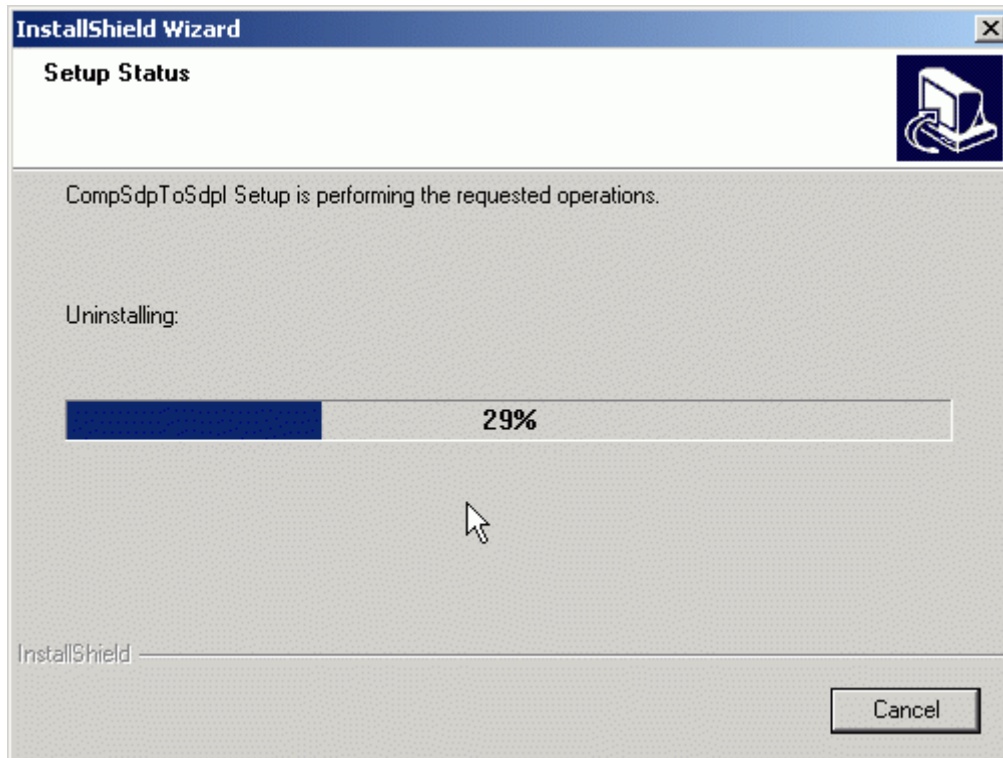 InstallShield Wizard
Setup Status
CompSdpToSdpl Setup is performing the requested operations.
Uninstalling:
29%
InstallShield
Cancel